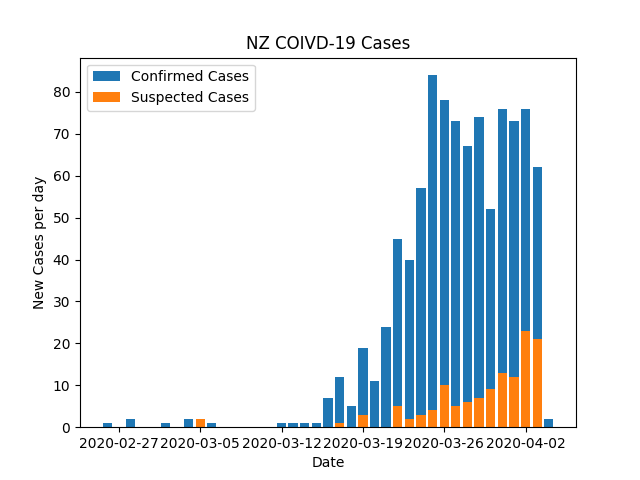 NZ COIVD-19 Cases
Confirmed Cases
Suspected Cases
New Cases per day
80
70
60
50
40
30
20
10
0
2020-02-27 2020-03-05 2020-03-12 2020-03-19 2020-03-26 2020-04-02
Date